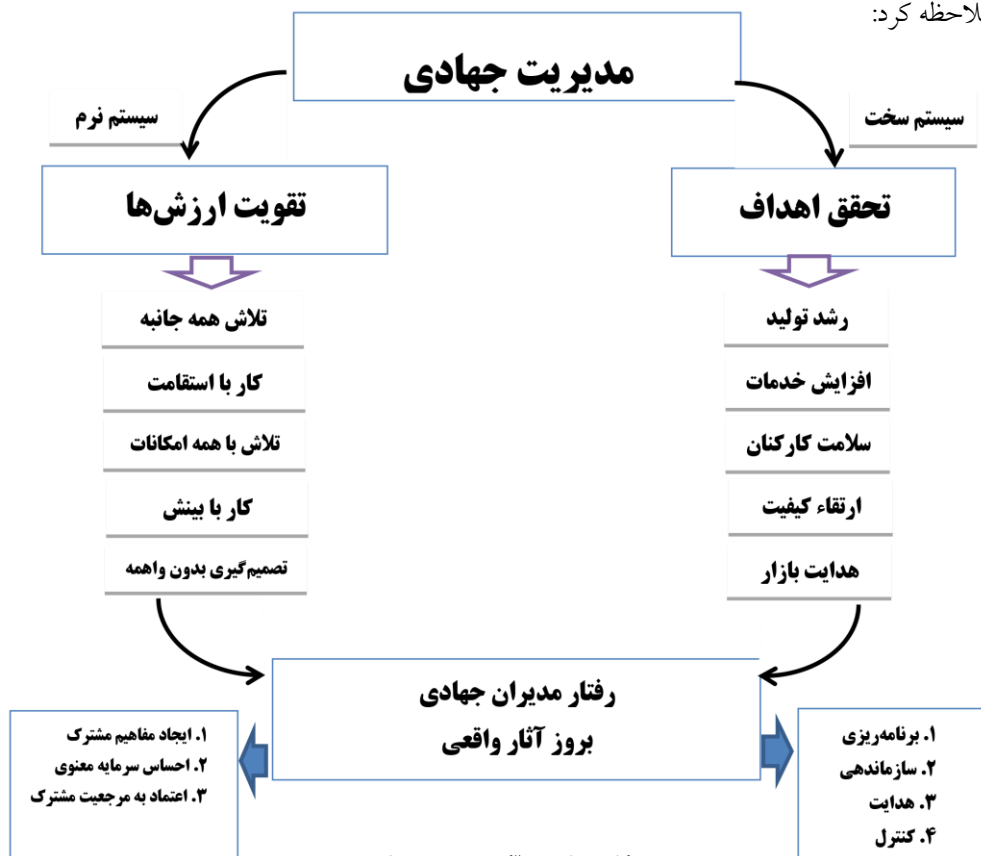 ملاحظه کرد:
مدیریت جهادی
سیستم سخت
سیستم نرم
تحقق اهداف
تقویت ارزش‌ها
رشد تولید
افزایش خدمات
سلامت کارکنان
ارتقاء کیفیت
هدایت بازار
تلاش همه جانبه
کار با استقامت
تلاش با همه امکانات
کار با بینش
تصمیم‌گیری بدون واهمه
رفتار مدیران جهادی
بروز آثار واقعی
۱. برنامه‌ریزی
۲. سازماندهی
۳. هدایت
۴. کنترل
۱. ایجاد مفاهیم مشترک
۲. احساس سرمایه معنوی
۳. اعتماد به مرجعیت مشترک